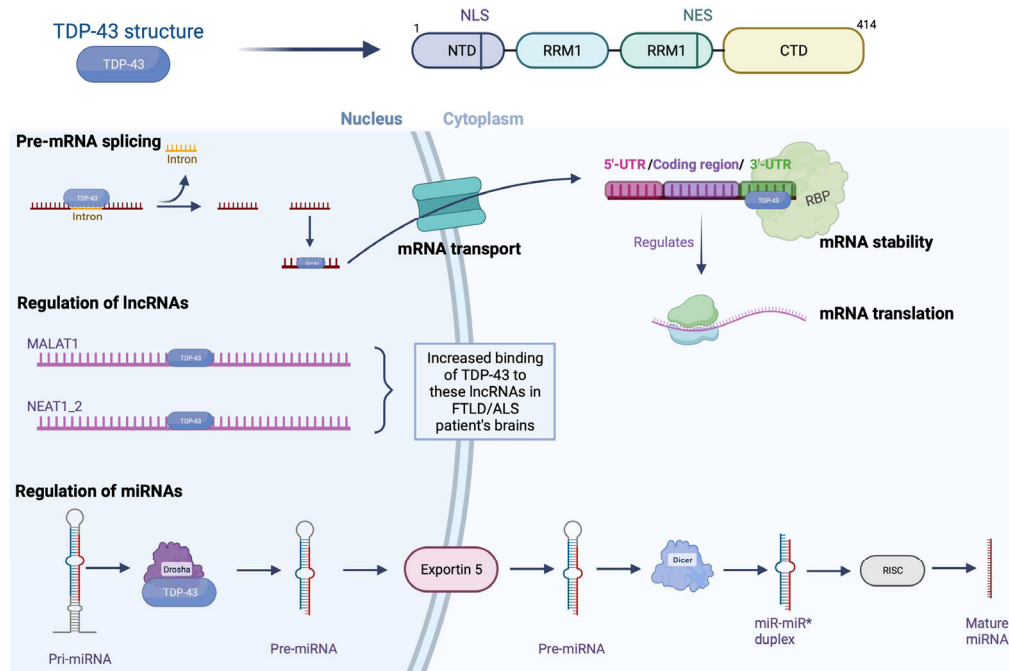 TDP-43 structure
TDP-43
NLS
NES
1
414
NTD
RRM1
RRM1
CTD
Nucleus
Cytoplasm
Pre-mRNA splicing
Intron
TDP-43
Intron
TDP-43
mRNA transport
5'-UTR /Coding region/ 3'-UTR
TDP-43
RBP
mRNA stability
Regulates
mRNA translation
Regulation of lncRNAs
MALAT1
TDP-43
NEAT1_2
TDP-43
Increased binding
of TDP-43 to
these lncRNAs in
FTLD/ALS
patient's brains
Regulation of miRNAs
Pri-miRNA
Drosha
TDP-43
Pre-miRNA
Exportin 5
Pre-miRNA
Dicer
miR-miR*
duplex
RISC
Mature
miRNA